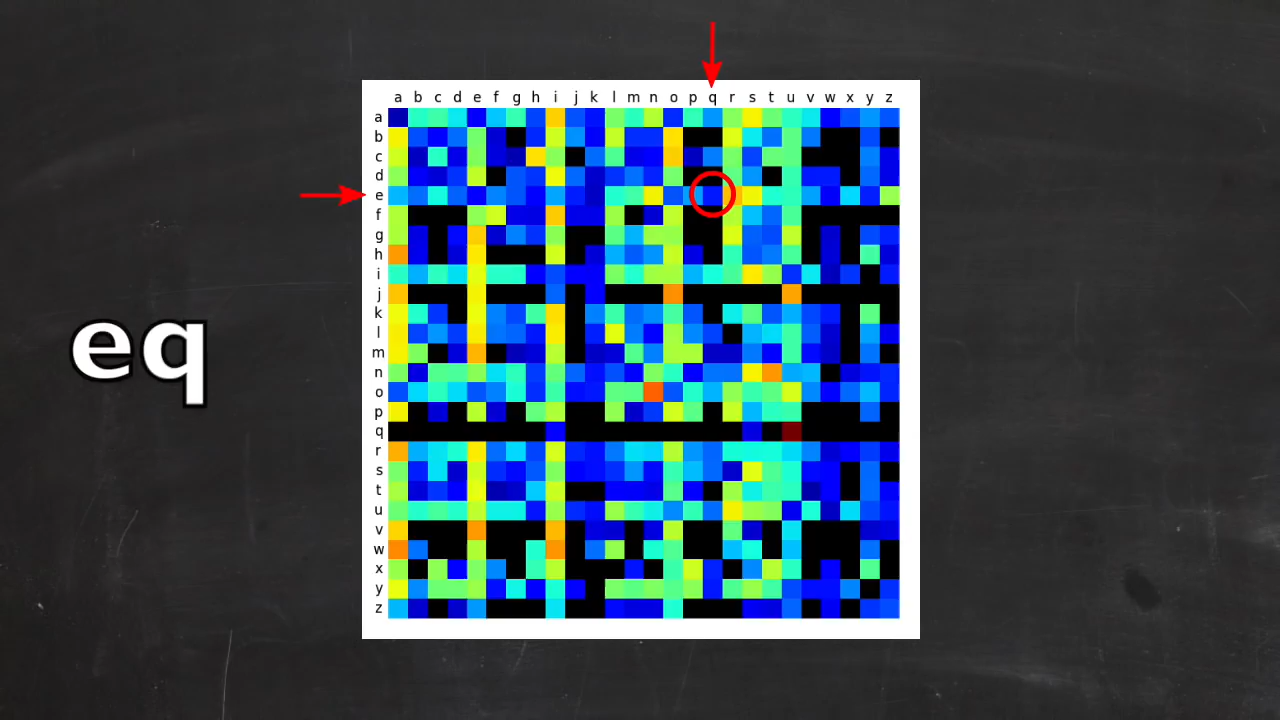 a b c d e f g h i j k l m n o p q r s t u v w x y z
a
b
c
d
e
f
g
h
i
j
k
l
m
n
o
p
q
r
s
t
u
v
w
x
y
z
eq